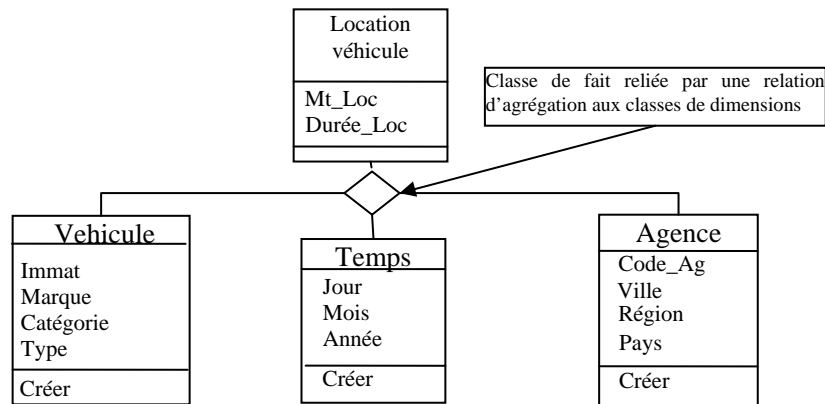 Location
véhicule
Mt_Loc
Durée_Loc
Classe de fait reliée par une relation
d'agrégation aux classes de dimensions
Vehicule
Immat
Marque
Catégorie
Type
Créer
Temps
Jour
Mois
Année
Créer
Agence
Code_Ag
Ville
Région
Pays
Créer